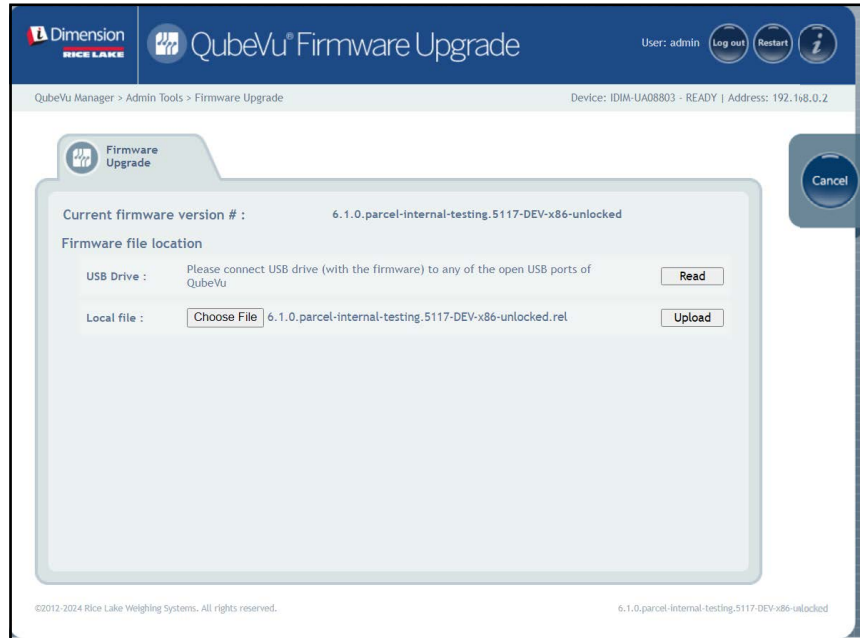 iDimension
RICE LAKE
QubeVu® Firmware Upgrade
User: admin
Log out
Restart
i
QubeVu Manager > Admin Tools > Firmware Upgrade
Device: IDIM-UA08803 - READY | Address: 192.168.0.2
Firmware
Upgrade
Cancel
Current firmware version # : 6.1.0.parcel-internal-testing.5117-DEV-x86-unlocked
Firmware file location
USB Drive : Please connect USB drive (with the firmware) to any of the open USB ports of
QubeVu
Read
Local file : Choose File 6.1.0.parcel-internal-testing.5117-DEV-x86-unlocked.rel Upload
©2012-2024 Rice Lake Weighing Systems. All rights reserved.
6.1.0.parcel-internal-testing.5117-DEV-x86-unlocked